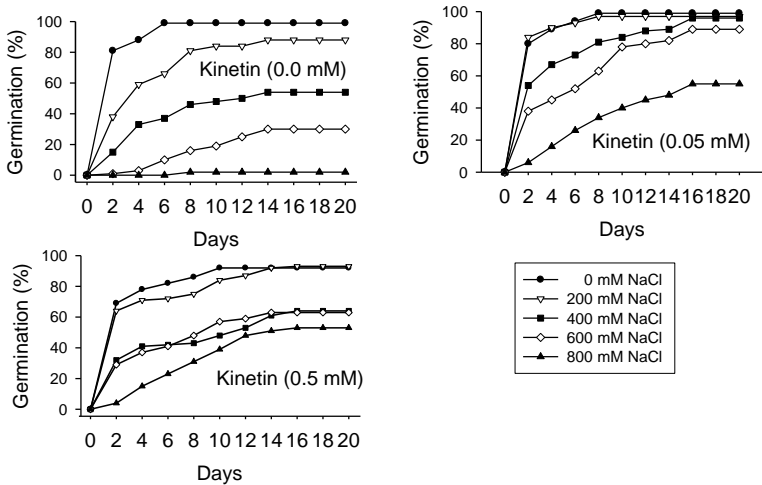 Germination (%)
100
80
60
40
20
0
Kinetin (0.0 mM)
0 2 4 6 8 10 12 14 16 18 20
Days
Germination (%)
100
80
60
40
20
0
Kinetin (0.05 mM)
0 2 4 6 8 10 12 14 16 18 20
Days
Germination (%)
100
80
60
40
20
0
Kinetin (0.5 mM)
0 2 4 6 8 10 12 14 16 18 20
Days
0 mM NaCl
200 mM NaCl
400 mM NaCl
600 mM NaCl
800 mM NaCl